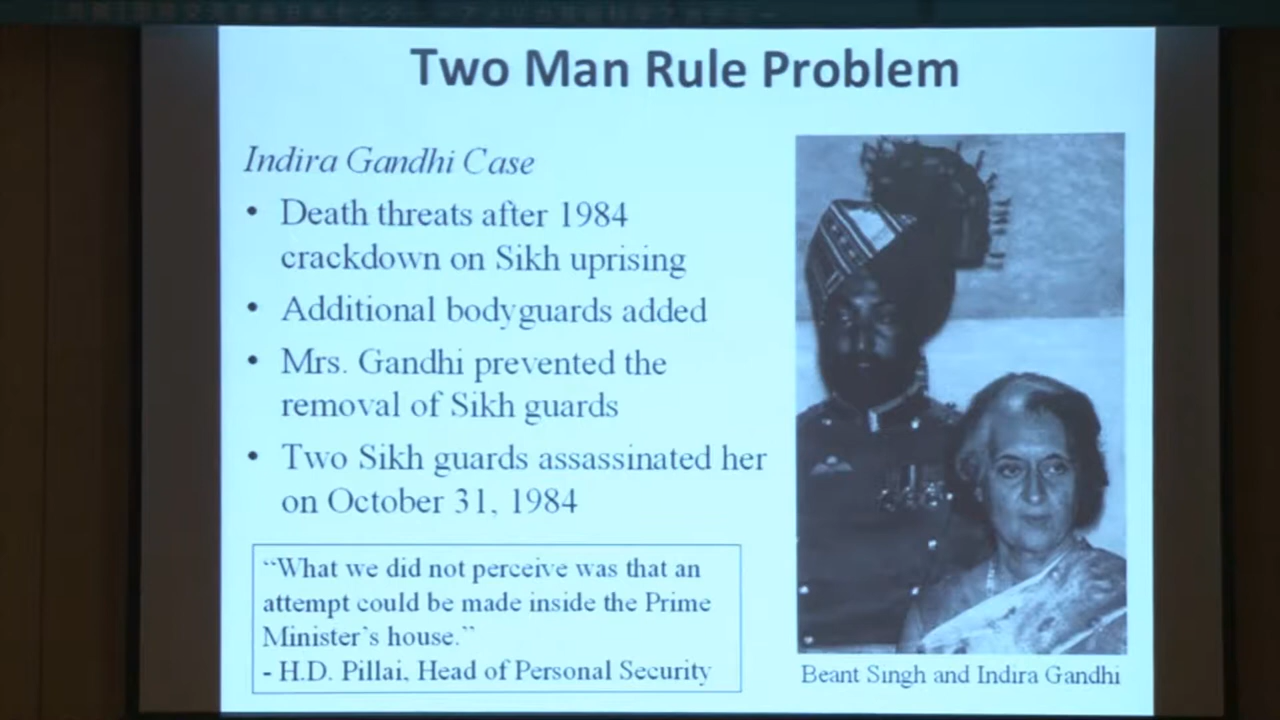 Two Man Rule Problem
Indira Gandhi Case
• Death threats after 1984
crackdown on Sikh uprising
• Additional bodyguards added
• Mrs. Gandhi prevented the
removal of Sikh guards
• Two Sikh guards assassinated her
on October 31, 1984
“What we did not perceive was that an
attempt could be made inside the Prime
Minister’s house.”
- H.D. Pillai, Head of Personal Security
Beant Singh and Indira Gandhi